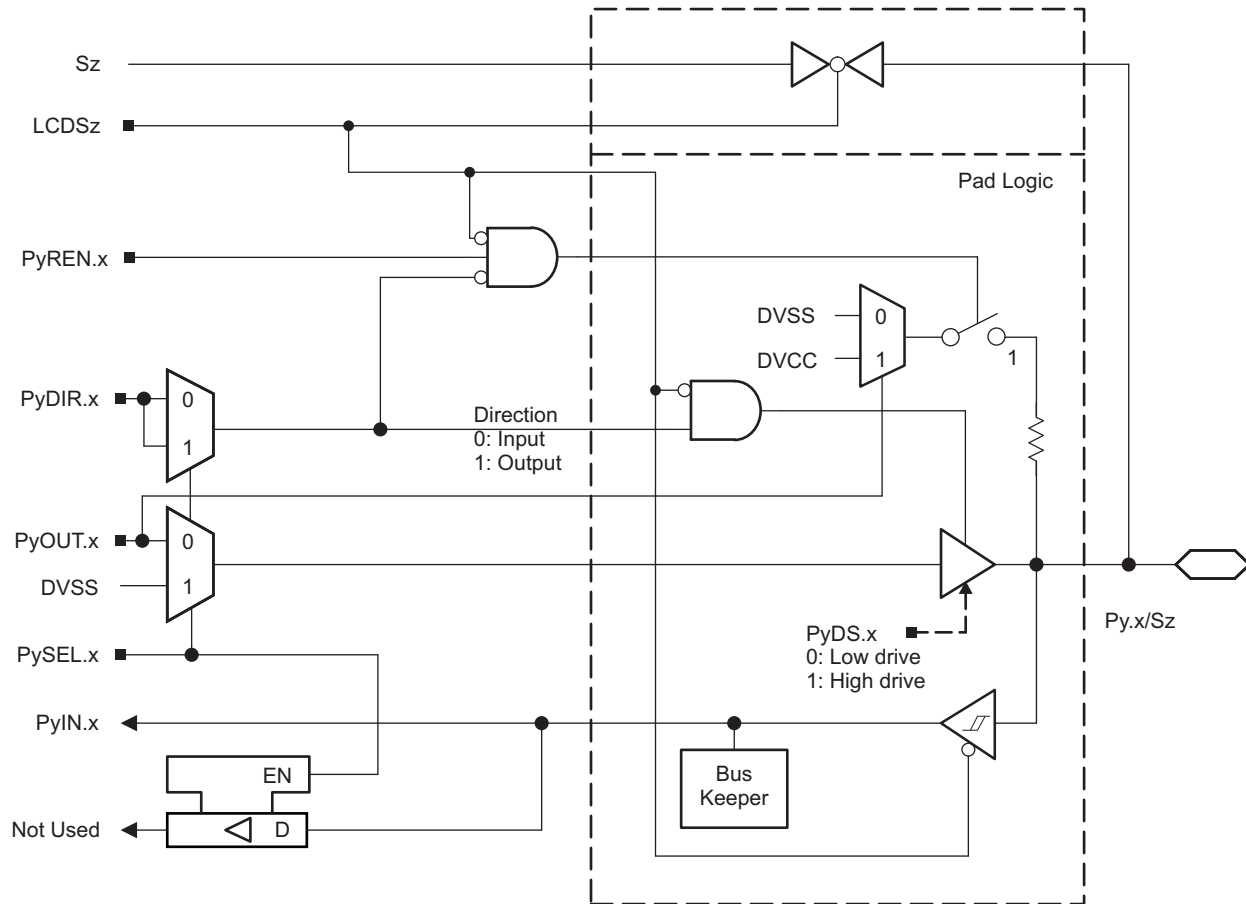 Sz
LCDSz
Pad Logic
PyREN.x
DVSS
0
DVCC
1
1
PyDIR.x
0
1
Direction
0: Input
1: Output
PyOUT.x
0
DVSS
1
PyDS.x
0: Low drive
1: High drive
Py.x/Sz
PySEL.x
PyIN.x
EN
Bus
Keeper
Not Used
D